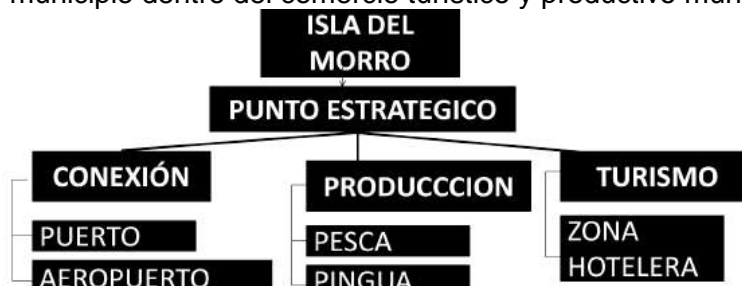 municipio dentro del comercio turístico y productivo
ISLA DEL
MORRO
PUNTO ESTRATEGICO
CONEXIÓN
PRODUCCCION
TURISMO
PUERTO
PESCA
ZONA
HOTELERA
AEROPUERTO
PINGUA